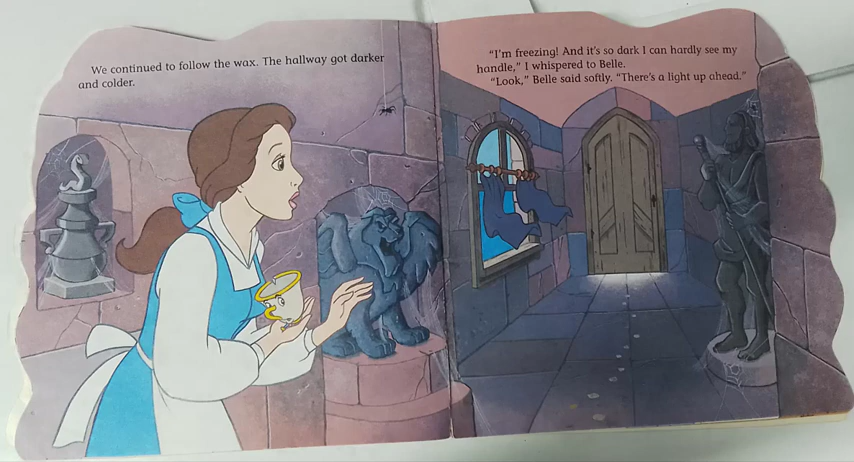 We continued to follow the wax. The hallway got darker
and colder.
"I'm freezing! And it's so dark I can hardly see my
handle," I whispered to Belle.
"Look," Belle said softly. "There's a light up ahead."